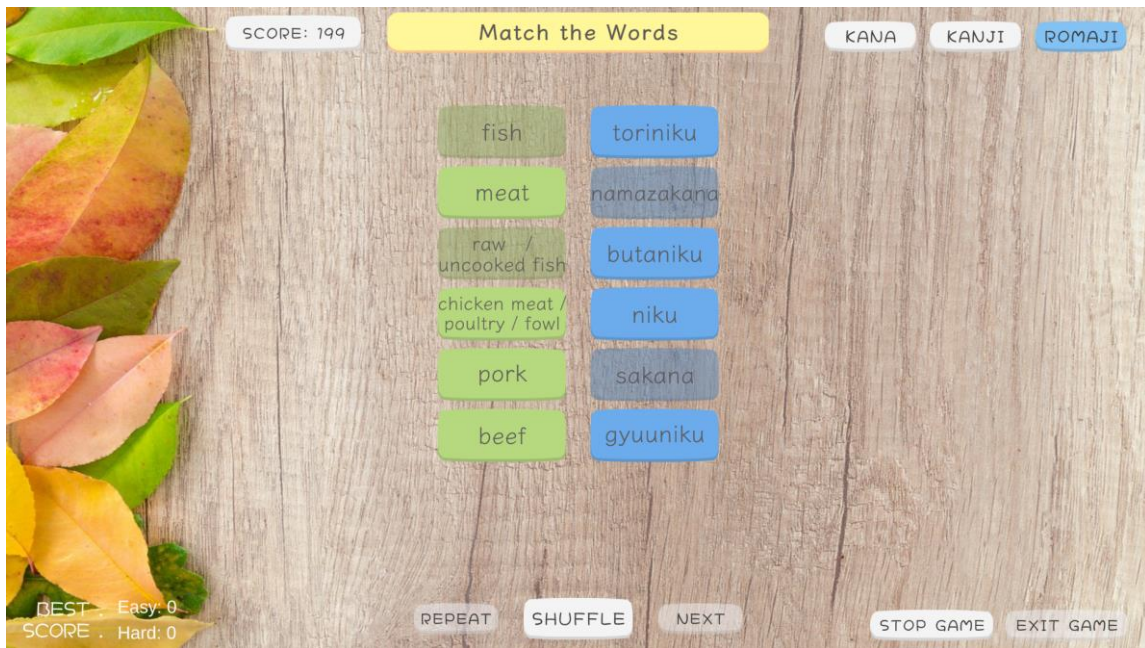 SCORE: 199
Match the Words
KANA
KANJI
ROMAJI
fish
toriniku
meat
namazakana
raw /
uncooked fish
butaniku
chicken meat /
poultry / fowl
niku
pork
sakana
beef
gyuuniku
BEST . Easy: 0
SCORE . Hard: 0
REPEAT
SHUFFLE
NEXT
STOP GAME
EXIT GAME